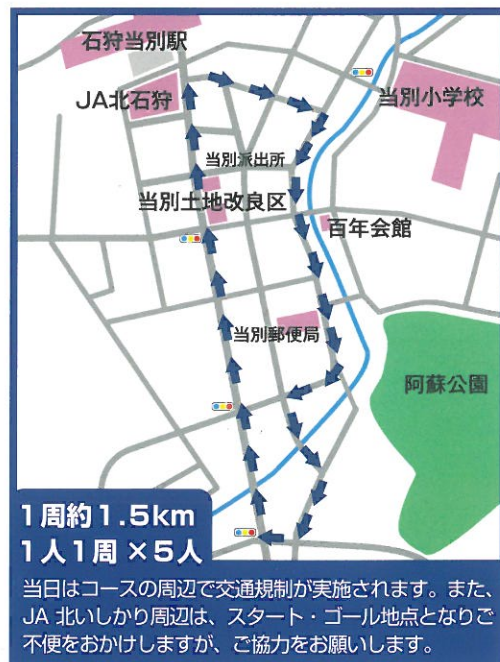 石狩当別駅
JA北石狩
当別小学校
当別派出所
当別土地改良区
百年会館
当別郵便局
阿蘇公園
1周約1.5km
1人1周×5人
当日はコースの周辺で交通規制が実施されます。また、
JA 北いしかり周辺は、スタート・ゴール地点となりご
不便をおかけしますが、ご協力をお願いします。